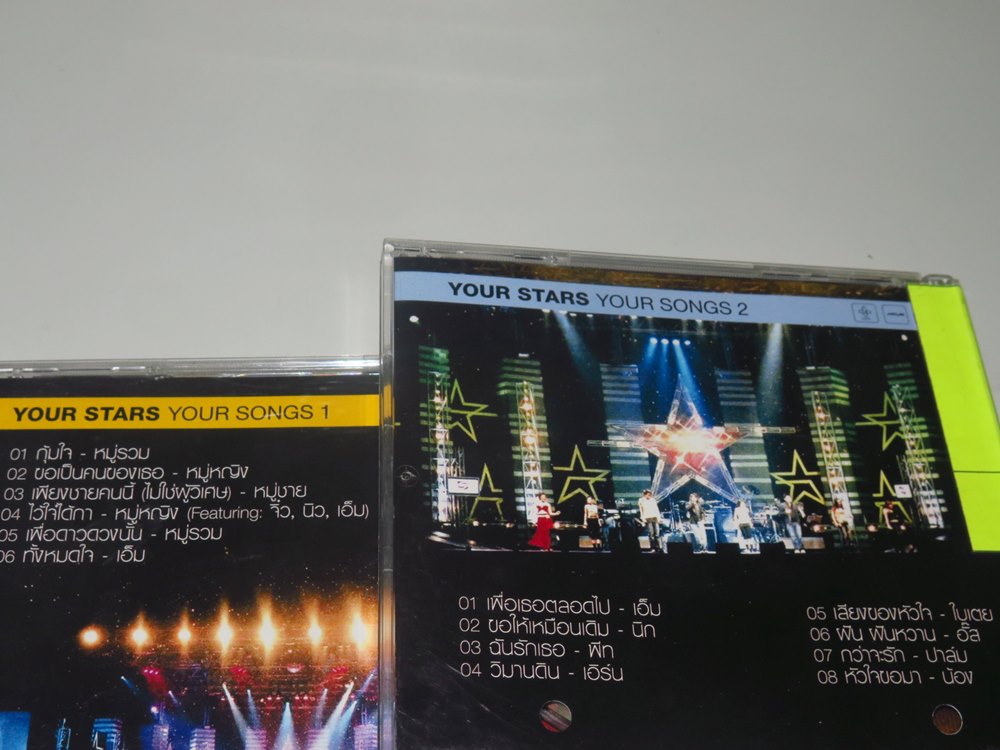 YOUR STARS YOUR SONGS 1
01 กุ้มใจ - หมู่รวม
02 ขอเป็นคนของเธอ - หมู่หญิง
03 เพียงชายคนนี้ (ไม่ใช่ผู้วิเศษ) - หมู่ชาย
04 ไว้ใจได้กา - หมู่หญิง (Featuring: จิ๋ว, นิว, เอ็ม)
05 เพื่อดาวดวงนั้น - หมู่รวม
06 ทั้งหมดใจ - เอ็ม
YOUR STARS YOUR SONGS 2
01 เพื่อเธอตลอดไป - เอ็ม
02 ขอให้เหมือนเดิม - นิก
03 ฉันรักเธอ - พิท
04 วิมานดิน - เอิร์น
05 เสียงของหัวใจ - ใบเตย
06 ฝัน ฝันหวาน - อั๊ส
07 กว่าจะรัก - ปาล์ม
08 หัวใจขอมา - น้อง